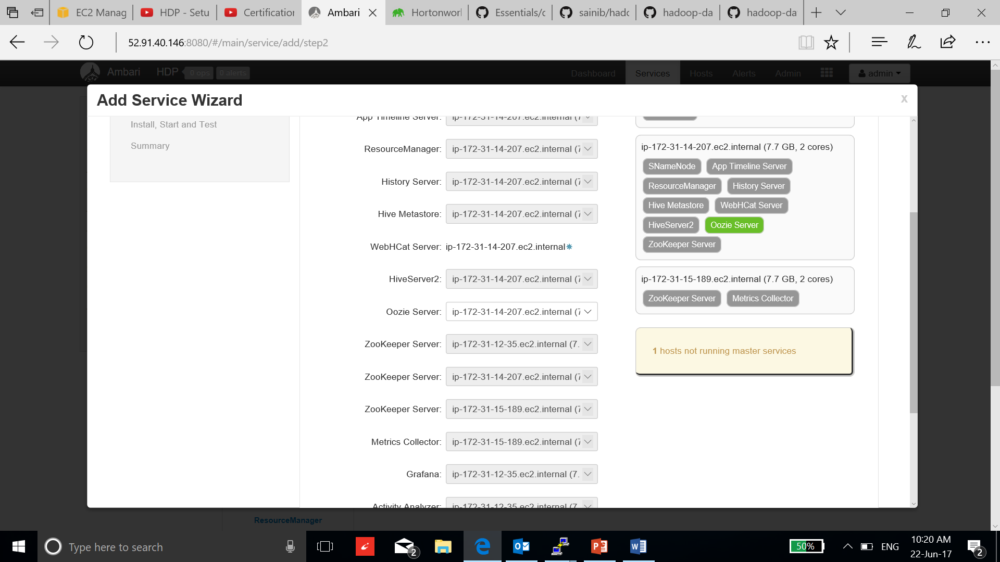 EC2 Manag
HDP - Setu
Certification
Ambari
Hortonworl
Essentials/c
sainib/hadc
hadoop-da
hadoop-da
52.91.40.146:8080/#/main/service/add/step2
Ambari HDP 0 ops 0 alerts
Dashboard Services Hosts Alerts Admin admin
Add Service Wizard
x
Install, Start and Test
Summary
App Timeline Server: ip-172-31-14-207.ec2.internal (7
ResourceManager: ip-172-31-14-207.ec2.internal (7
History Server: ip-172-31-14-207.ec2.internal (7
Hive Metastore: ip-172-31-14-207.ec2.internal (7
WebHCat Server: ip-172-31-14-207.ec2.internal*
HiveServer2: ip-172-31-14-207.ec2.internal (7
Oozie Server: ip-172-31-14-207.ec2.internal (7
ZooKeeper Server: ip-172-31-12-35.ec2.internal (7.
ZooKeeper Server: ip-172-31-14-207.ec2.internal (7
ZooKeeper Server: ip-172-31-15-189.ec2.internal (7
Metrics Collector: ip-172-31-15-189.ec2.internal (7
Grafana: ip-172-31-12-35.ec2.internal (7.
Activity Analyzer: ip-172-31-12-35.ec2.internal (7
ip-172-31-14-207.ec2.internal (7.7 GB, 2 cores)
SNameNode App Timeline Server
ResourceManager History Server
Hive Metastore WebHCat Server
HiveServer2 Oozie Server
ZooKeeper Server
ip-172-31-15-189.ec2.internal (7.7 GB, 2 cores)
ZooKeeper Server Metrics Collector
1 hosts not running master services
ResourceManager
Type here to search
2
50%
ENG
10:20 AM
22-Jun-17
2